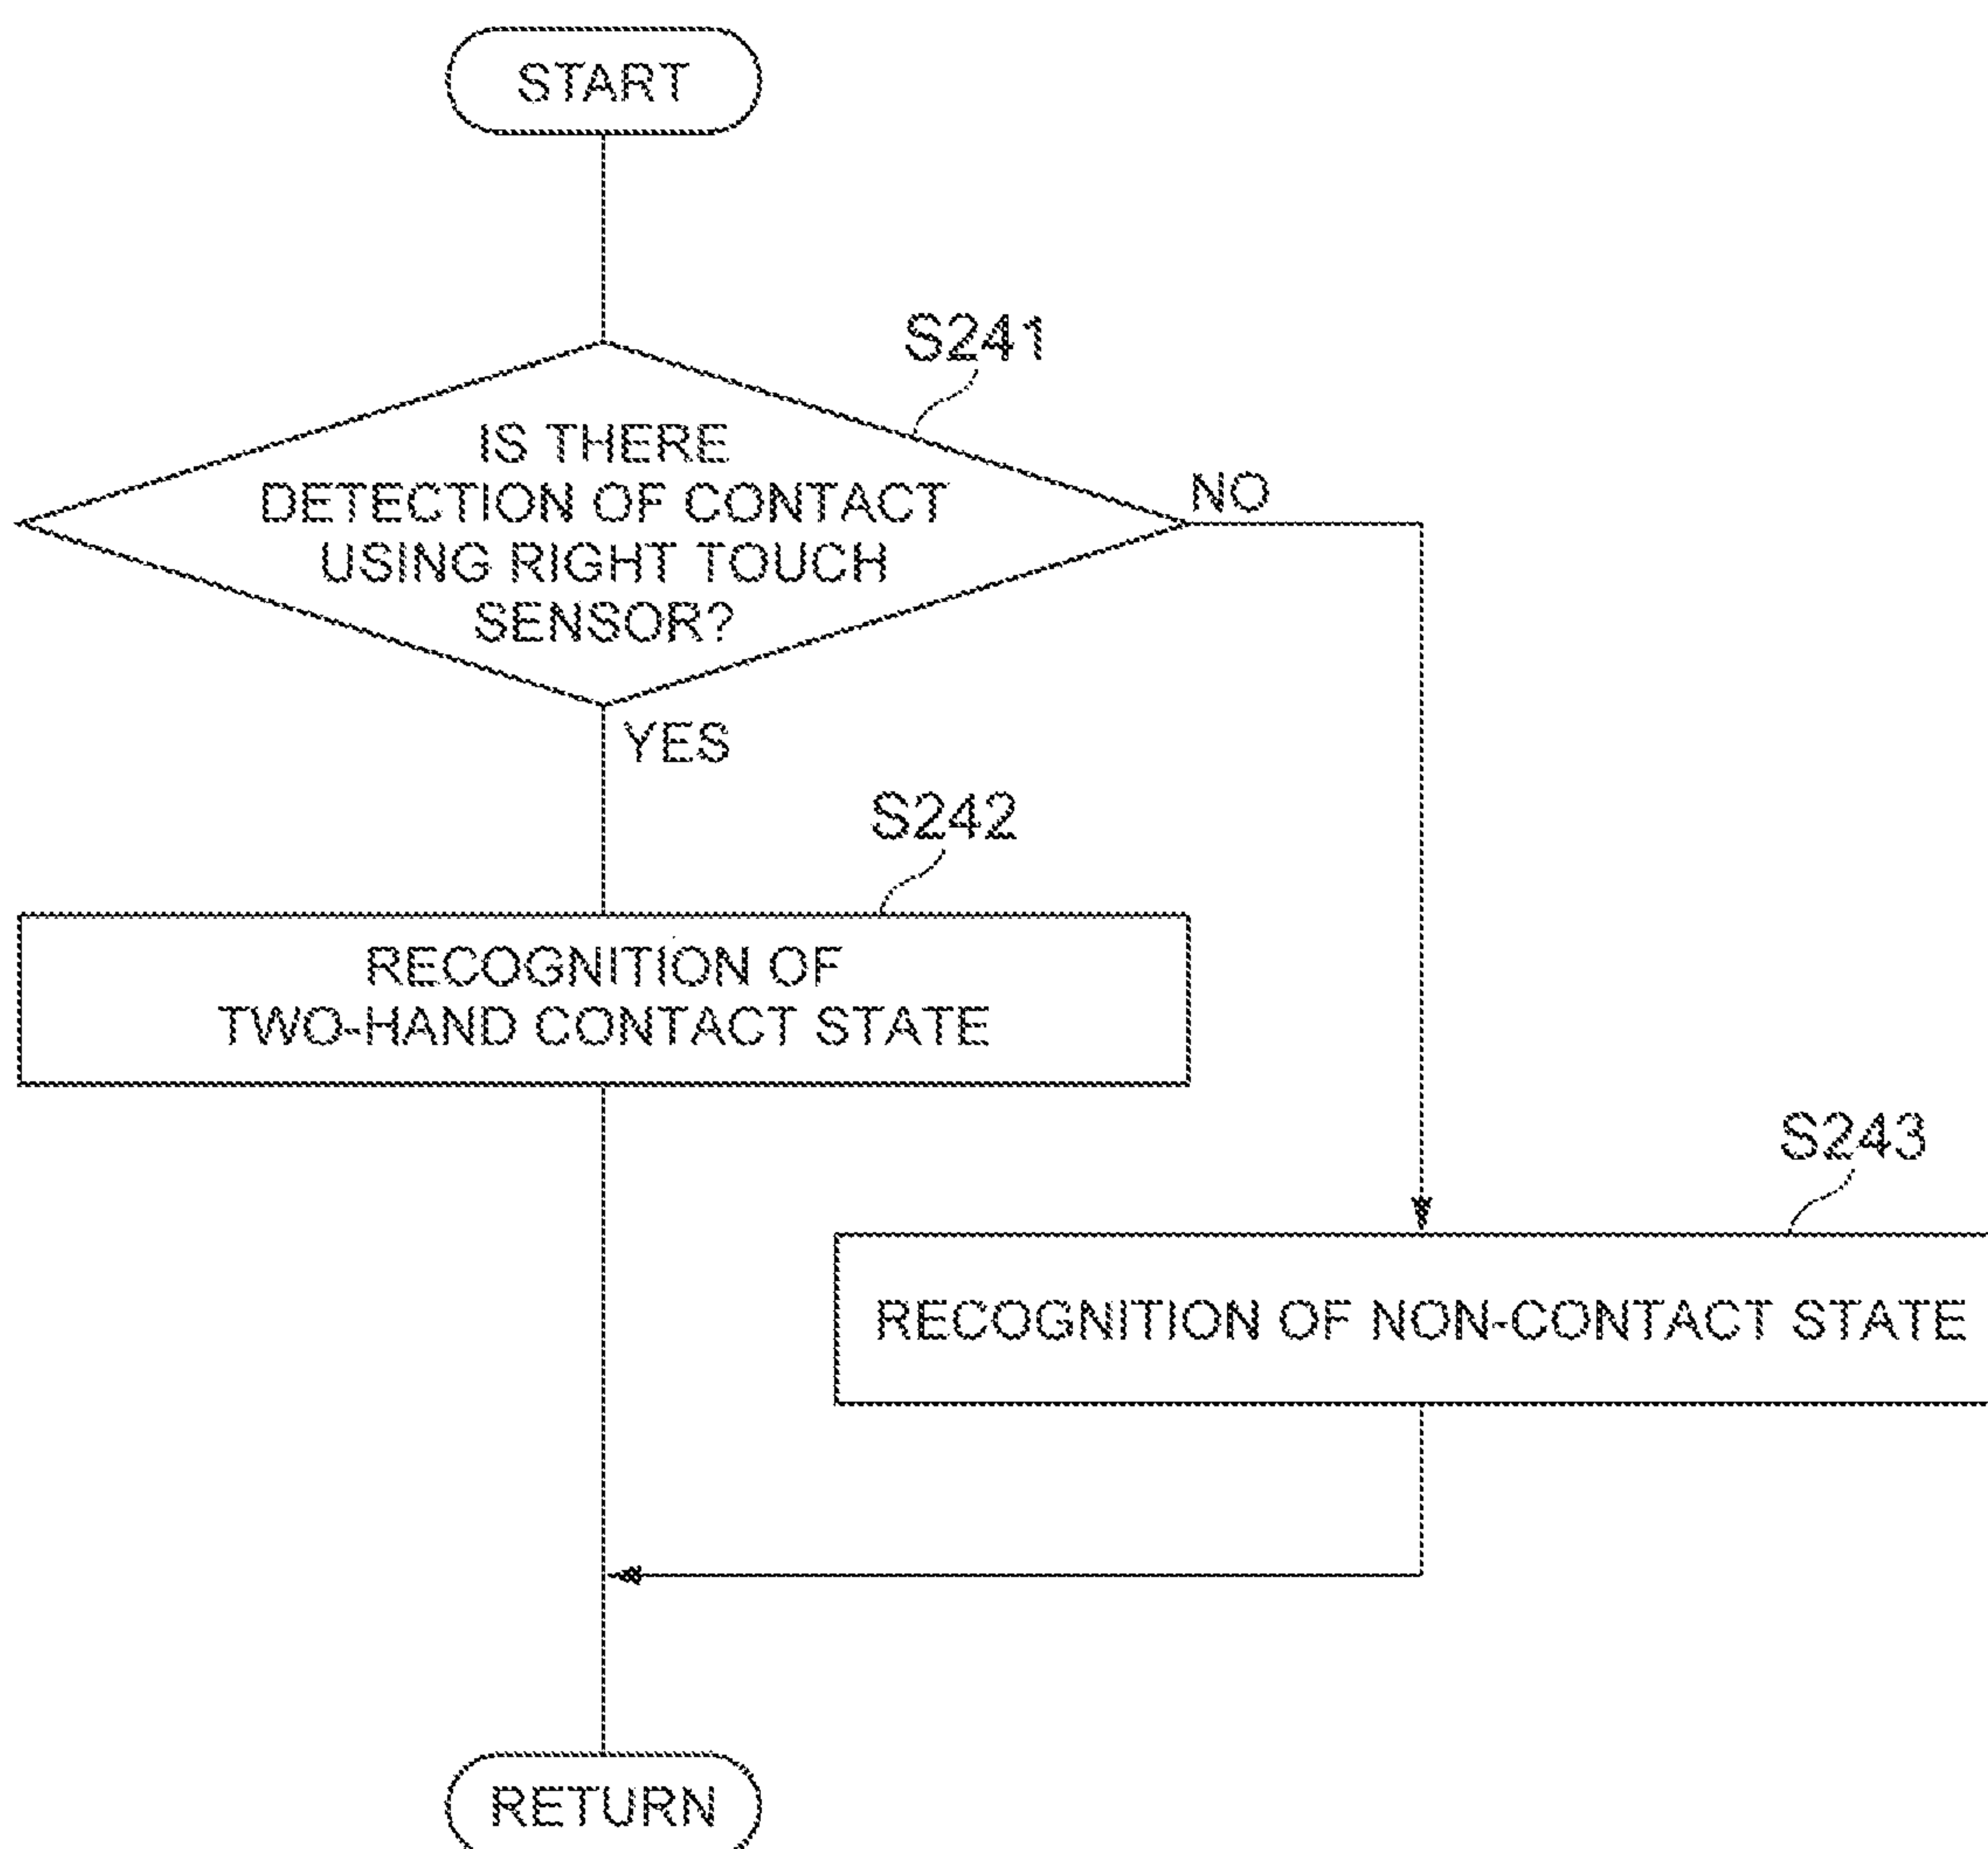 START
S241
IS THERE
DETECTION OF CONTACT
USING RIGHT TOUCH
SENSOR?
NO
YES
S242
RECOGNITION OF
TWO-HAND CONTACT STATE
S243
RECOGNITION OF NON-CONTACT STATE
RETURN